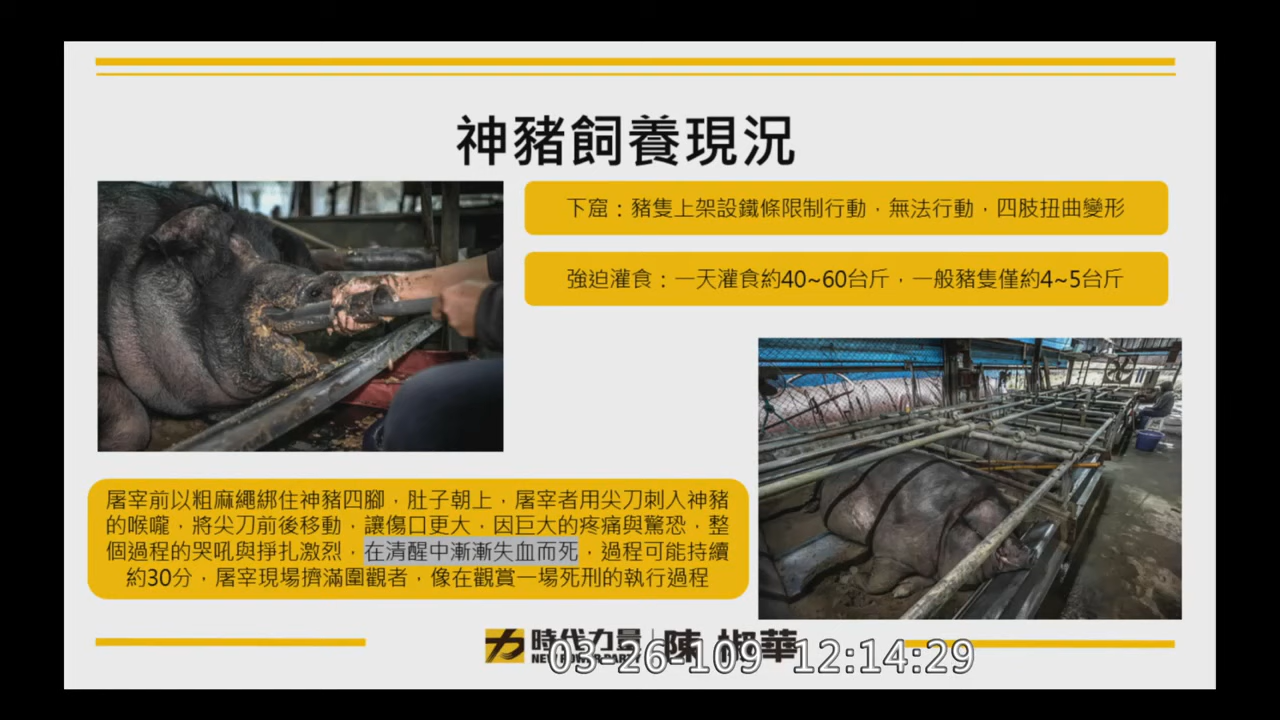 神豬飼養現況
下窟：豬隻上架設鐵條限制行動，無法行動，四肢扭曲變形
強迫灌食：一天灌食約40~60台斤，一般豬隻僅約4~5台斤
屠宰前以粗麻繩綁住神豬四腳，肚子朝上，屠宰者用尖刀刺入神豬
的喉嚨，將尖刀前後移動，讓傷口更大，因巨大的疼痛與驚恐，整
個過程的哭吼與掙扎激烈，在清醒中漸漸失血而死，過程可能持續
約30分，屠宰現場擠滿圍觀者，像在觀賞一場死刑的執行過程
時代力量 陳椒華
NEW POWER PARTY
03-26-109 12:14:29